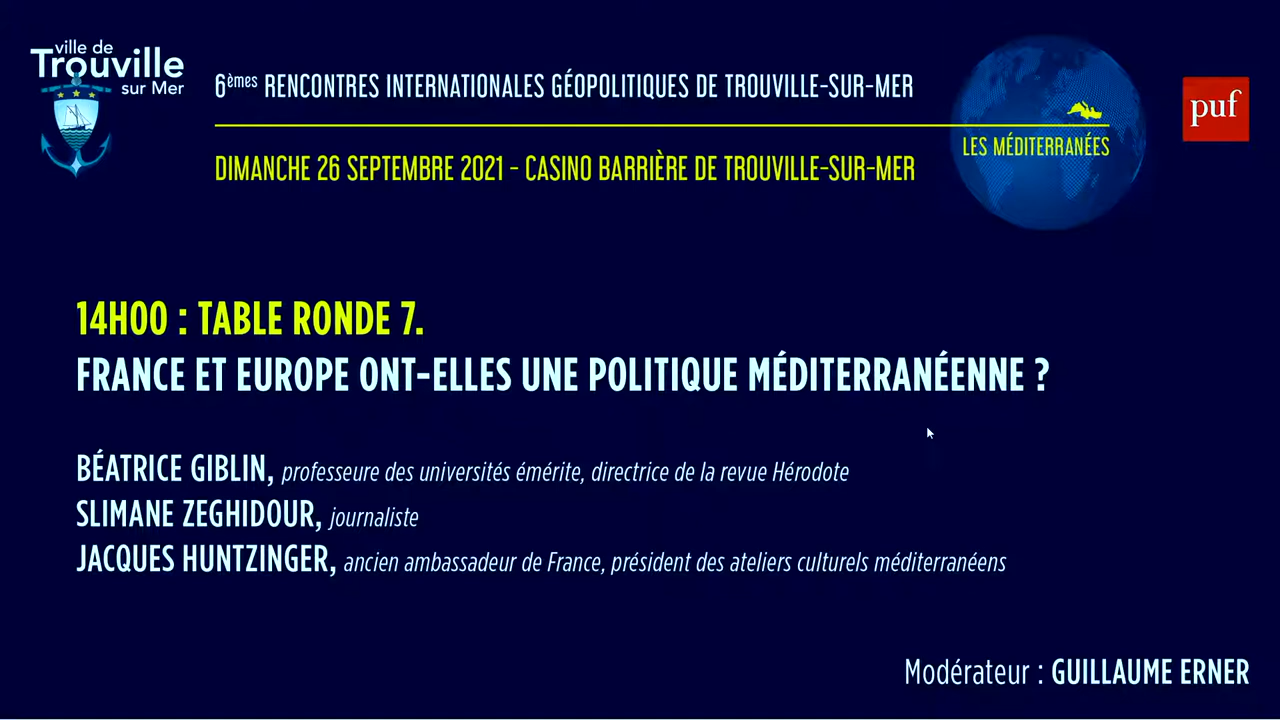 ville de
Trouville
sur Mer
6èmes RENCONTRES INTERNATIONALES GÉOPOLITIQUES DE TROUVILLE-SUR-MER
DIMANCHE 26 SEPTEMBRE 2021 - CASINO BARRIÈRE DE TROUVILLE-SUR-MER
LES MÉDITERRANÉES
puf
14H00 : TABLE RONDE 7.
FRANCE ET EUROPE ONT-ELLES UNE POLITIQUE MÉDITERRANÉENNE ?
BÉATRICE GIBLIN, professeure des universités émérite, directrice de la revue Hérodote
SLIMANE ZEGHIDOUR, journaliste
JACQUES HUNTZINGER, ancien ambassadeur de France, président des ateliers culturels méditerranéens
Modérateur : GUILLAUME ERNER